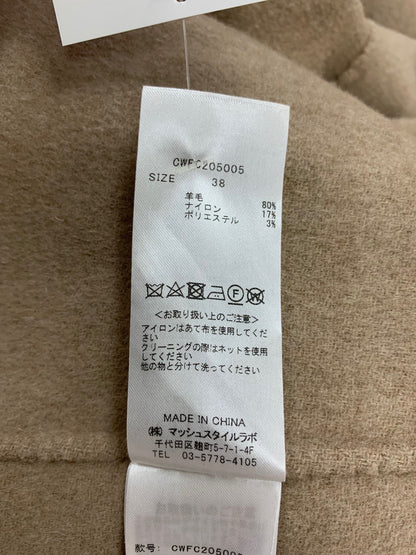 CWFC205005
SIZE 38
羊毛 80%
ナイロン 17%
ポリエステル 3%
<お取り扱い上のご注意>
アイロンはあて布を使用してくだ
さい
クリーニングの際はネットを使用して
ください
他の物と分けて洗ってください
MADE IN CHINA
(株) マッシュスタイルラボ
千代田区麹町5-7-1-4F
TEL 03-5778-4105
款号: CWFC205005